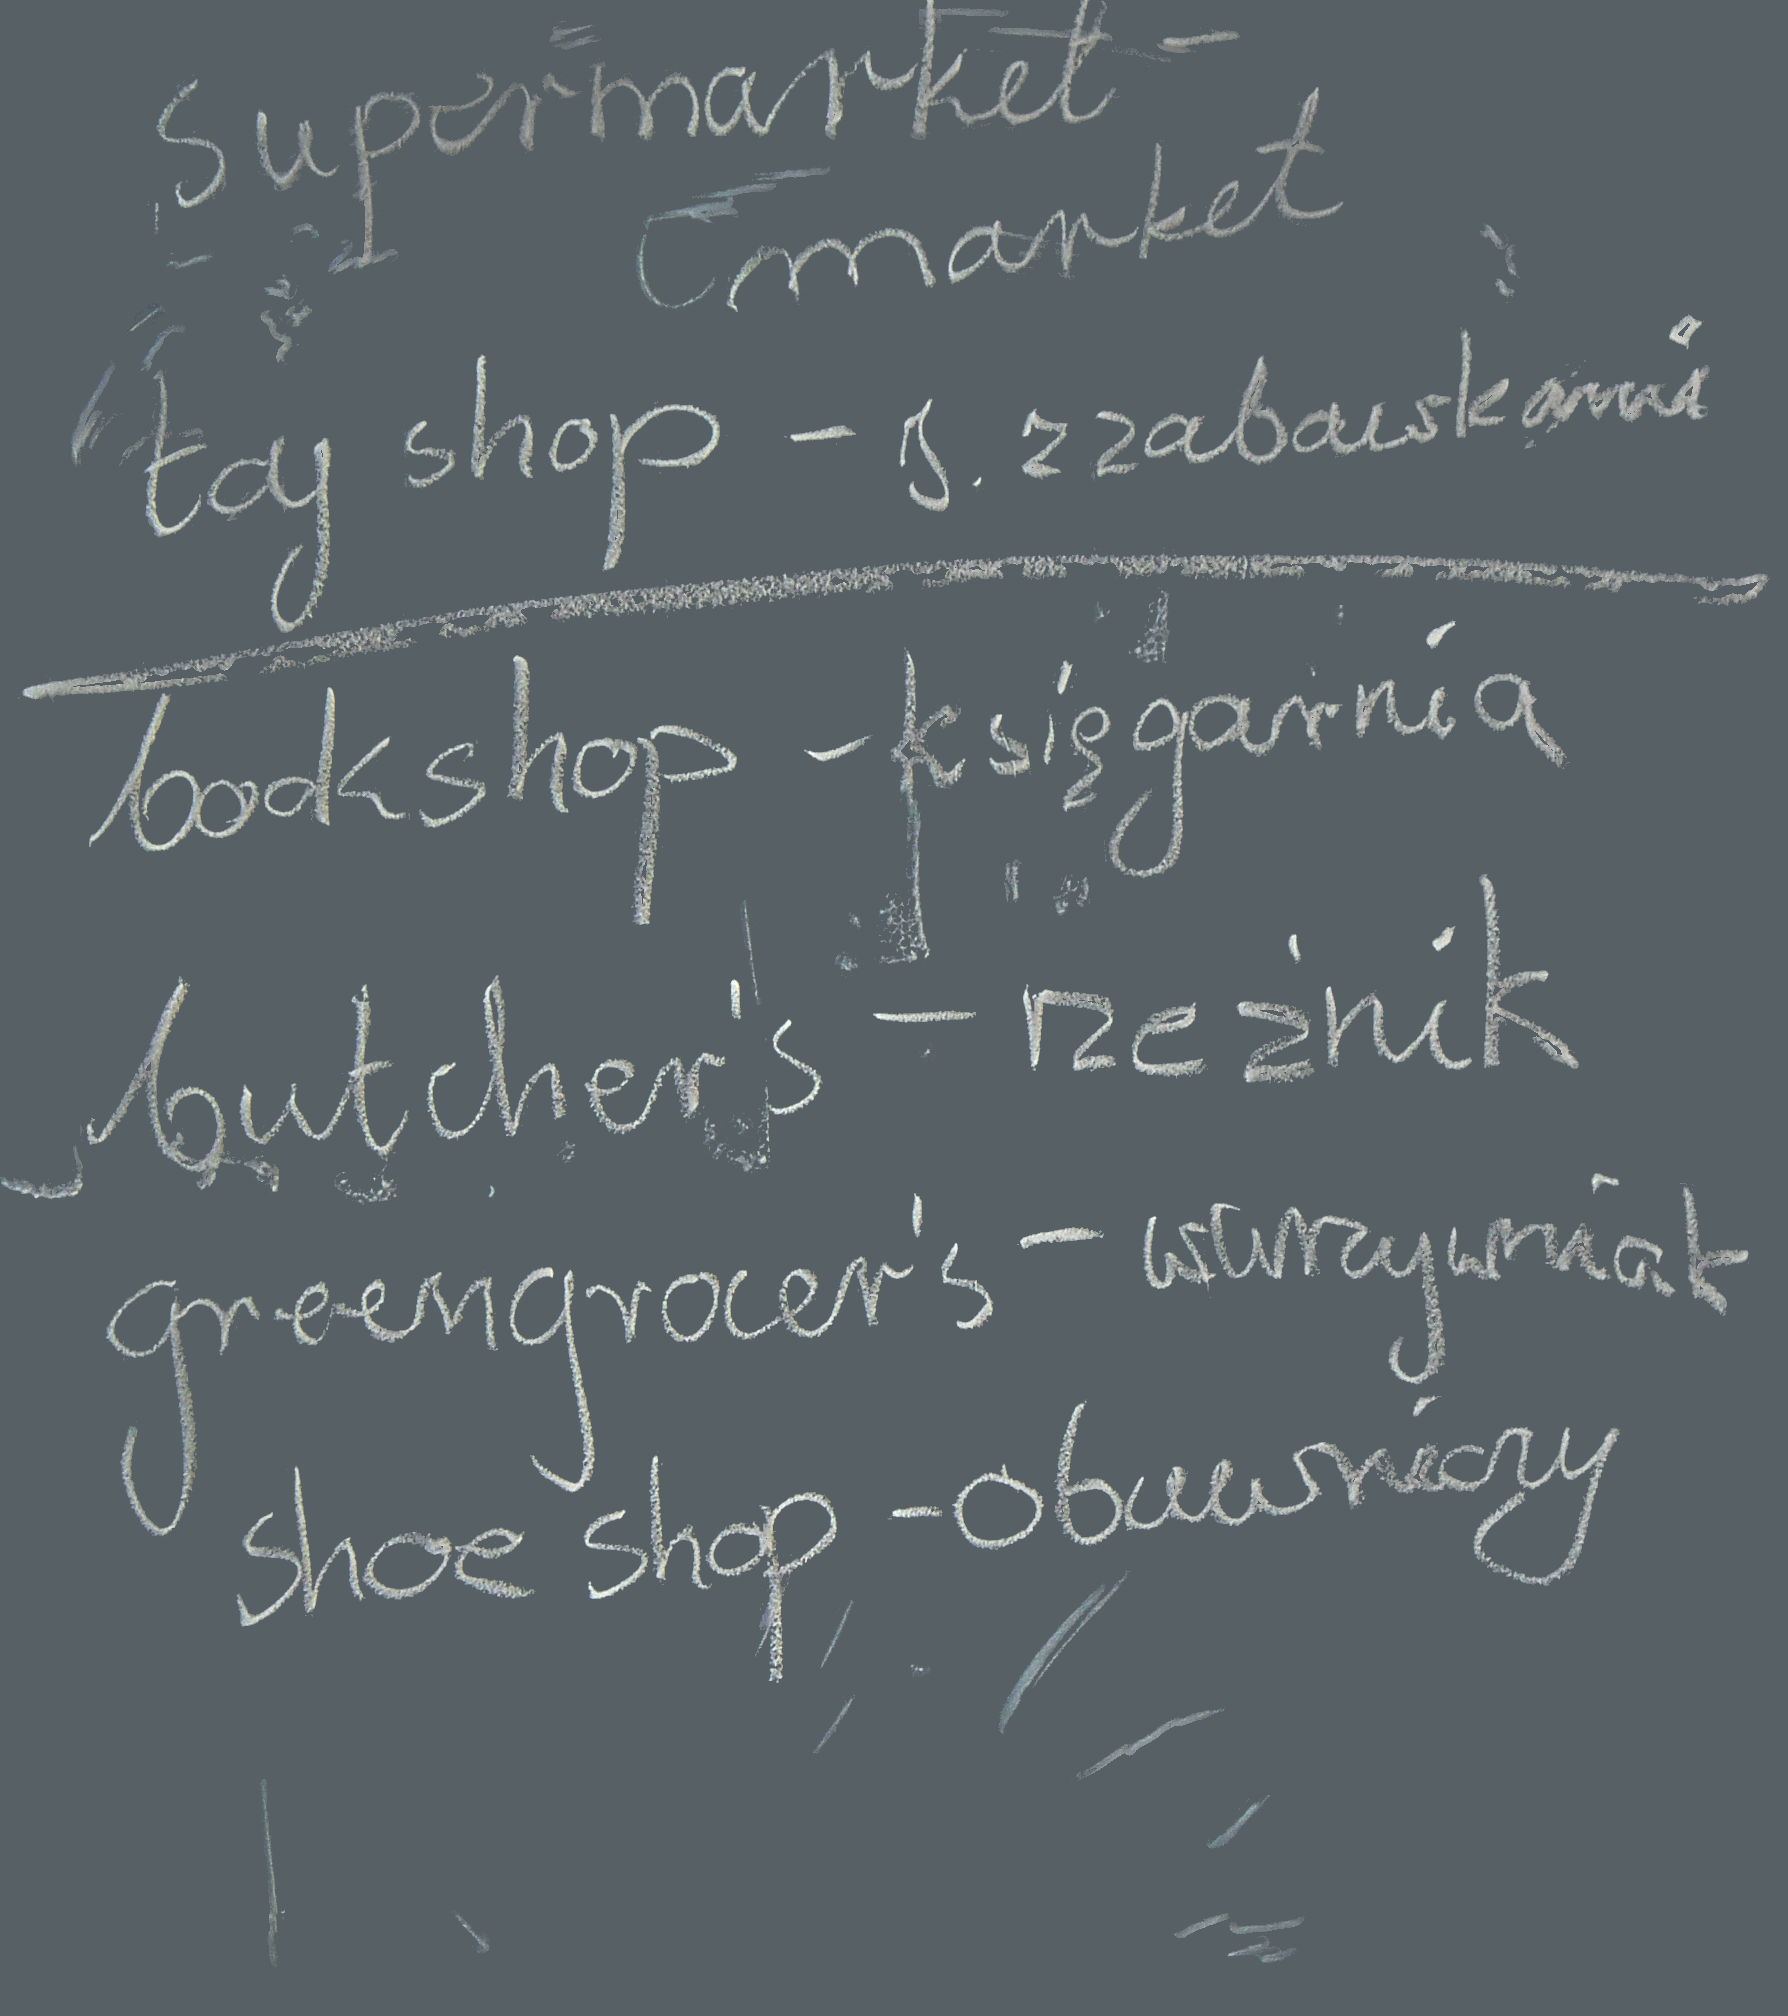 supermarket -
market
toy shop - s. z zabawkami
bookshop - księgarnia
butcher's - rzeźnik
greengrocer's - warzywniak
shoe shop - obuwniczy